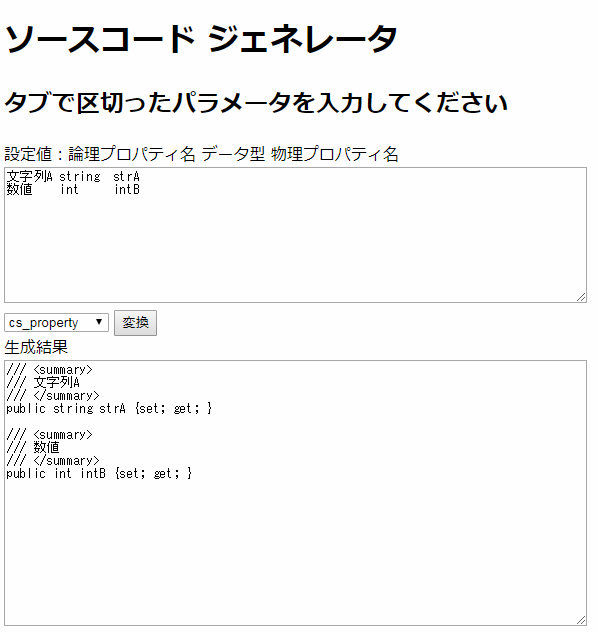 ソースコード ジェネレータ
タブで区切ったパラメータを入力してください
設定値：論理プロパティ名 データ型 物理プロパティ名
文字列A string strA
数値 int intB
cs_property 変換
生成結果
/// <summary>
/// 文字列A
/// </summary>
public string strA {set; get; }
/// <summary>
/// 数値
/// </summary>
public int intB {set; get; }